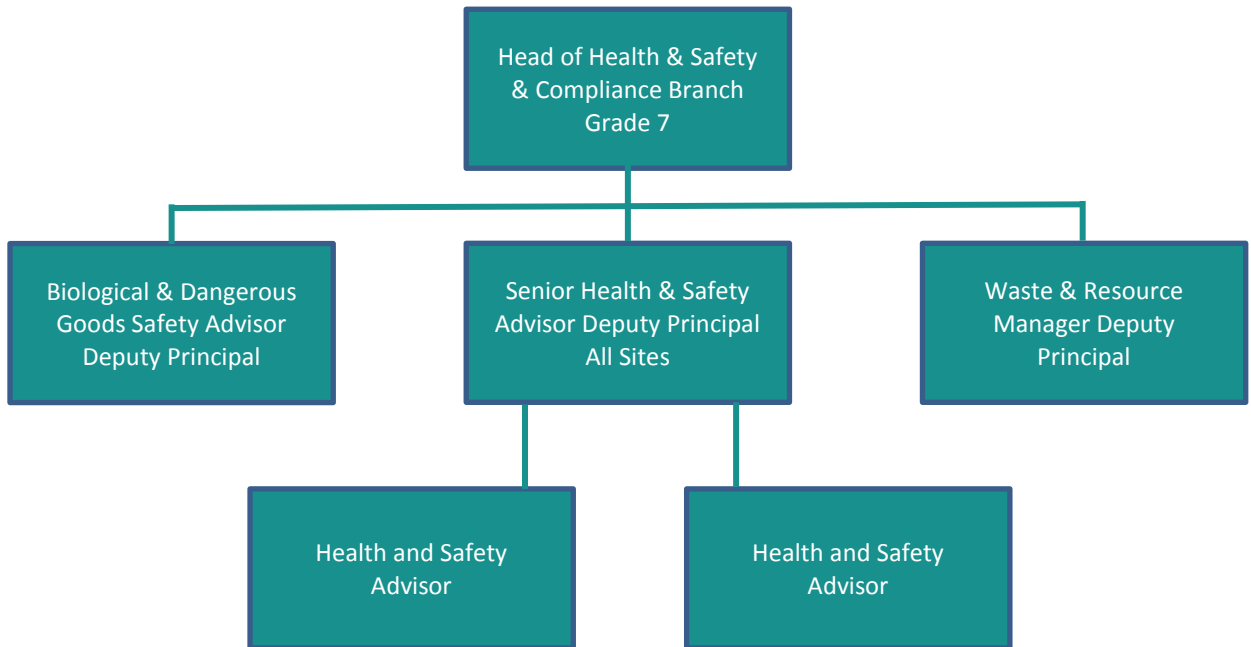 Head of Health & Safety
& Compliance Branch
Grade 7
Biological & Dangerous
Goods Safety Advisor
Deputy Principal
Senior Health & Safety
Advisor Deputy Principal
All Sites
Waste & Resource
Manager Deputy
Principal
Health and Safety
Advisor
Health and Safety
Advisor